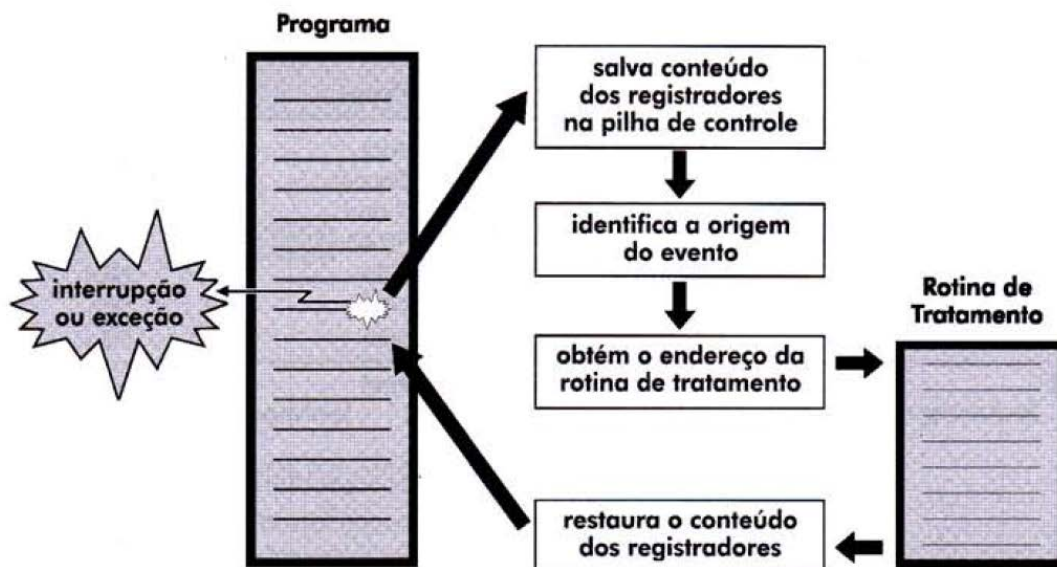 Programa
salva conteúdo
dos registradores
na pilha de controle
identifica a origem
do evento
interrupção
ou exceção
Rotina de
Tratamento
obtém o endereço da
rotina de tratamento
restaura o conteúdo
dos registradores